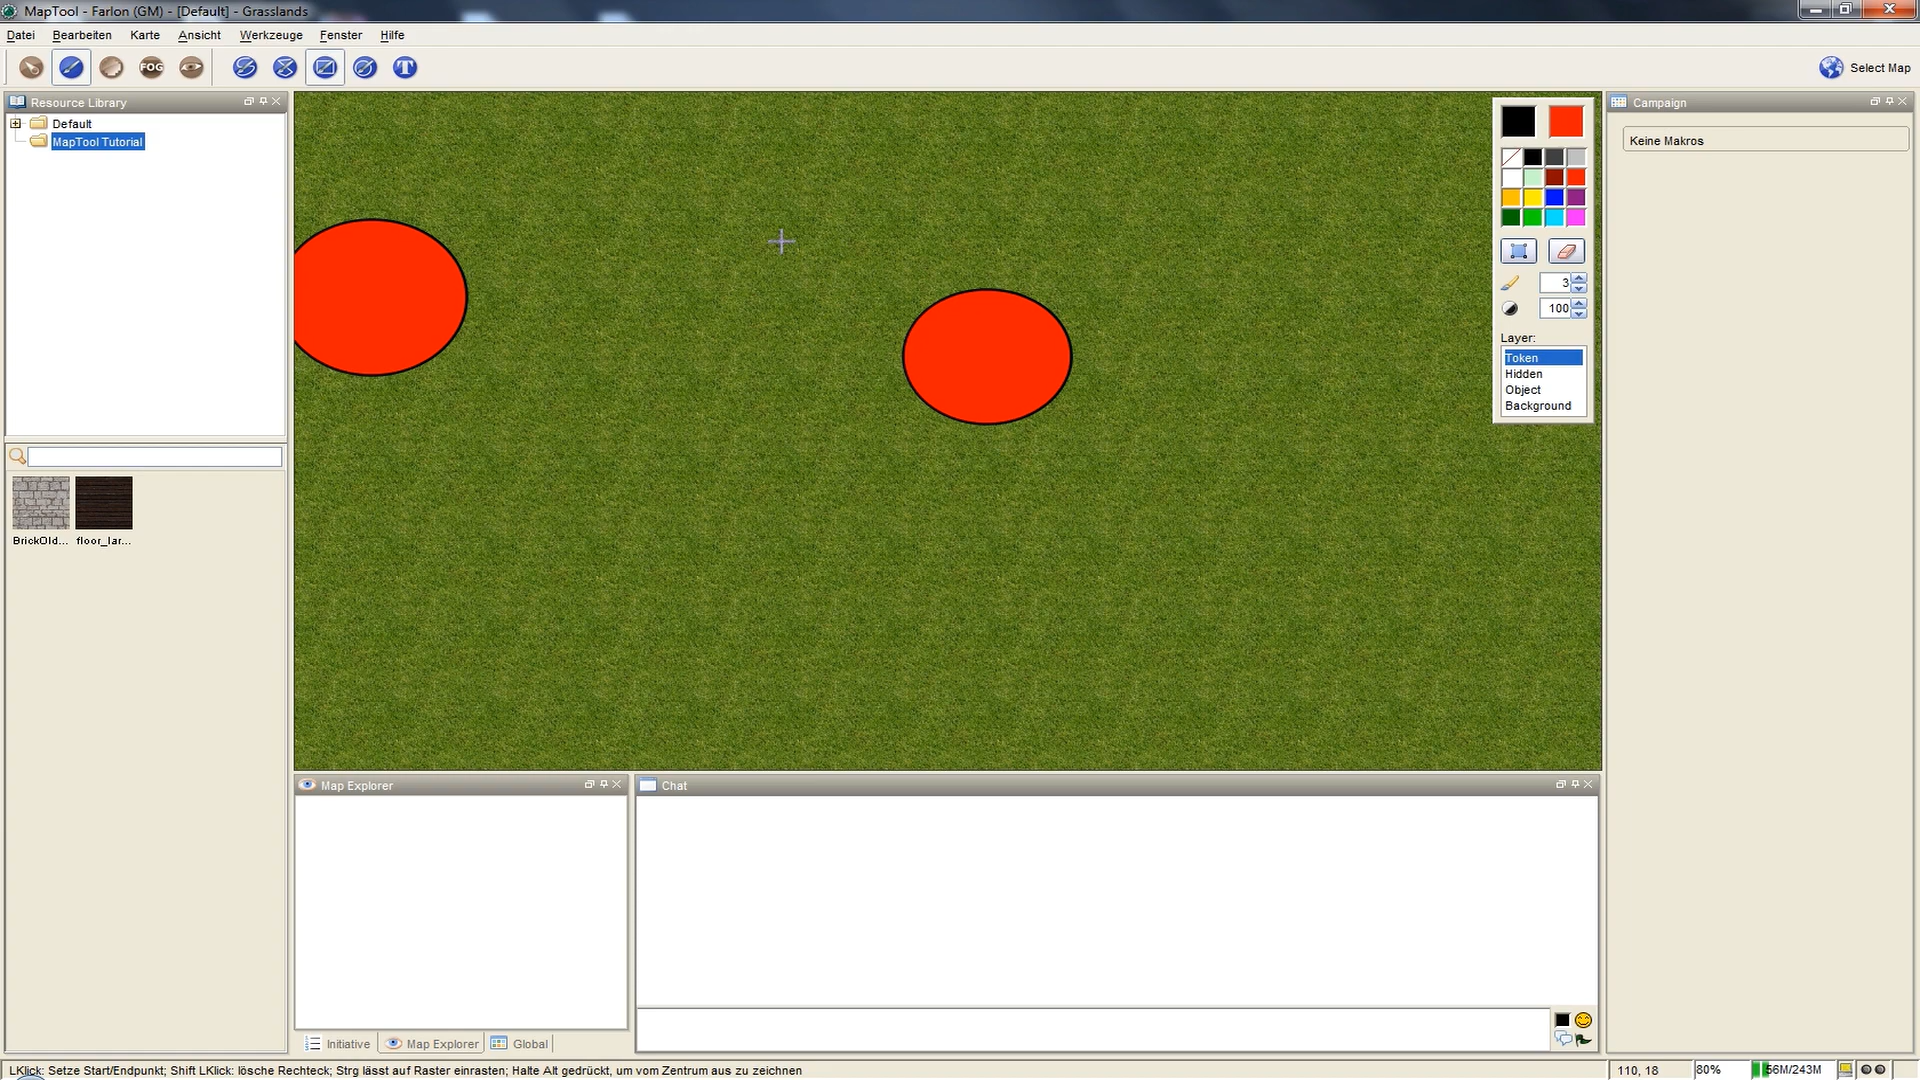 MapTool - Farlon (GM) - [Default] - Grasslands
Datei Bearbeiten Karte Ansicht Werkzeuge Fenster Hilfe
FOG T Select Map
Resource Library
Default
MapTool Tutorial
BrickOld... floor_lar...
3
100
Layer:
Token
Hidden
Object
Background
Campaign
Keine Makros
Map Explorer
Initiative Map Explorer Global
Chat
LKlick: Setze Start/Endpunkt; Shift LKlick: lösche Rechteck; Strg lässt auf Raster einrasten; Halte Alt gedrückt, um vom Zentrum aus zu zeichnen
110, 18 80% 56M/243M